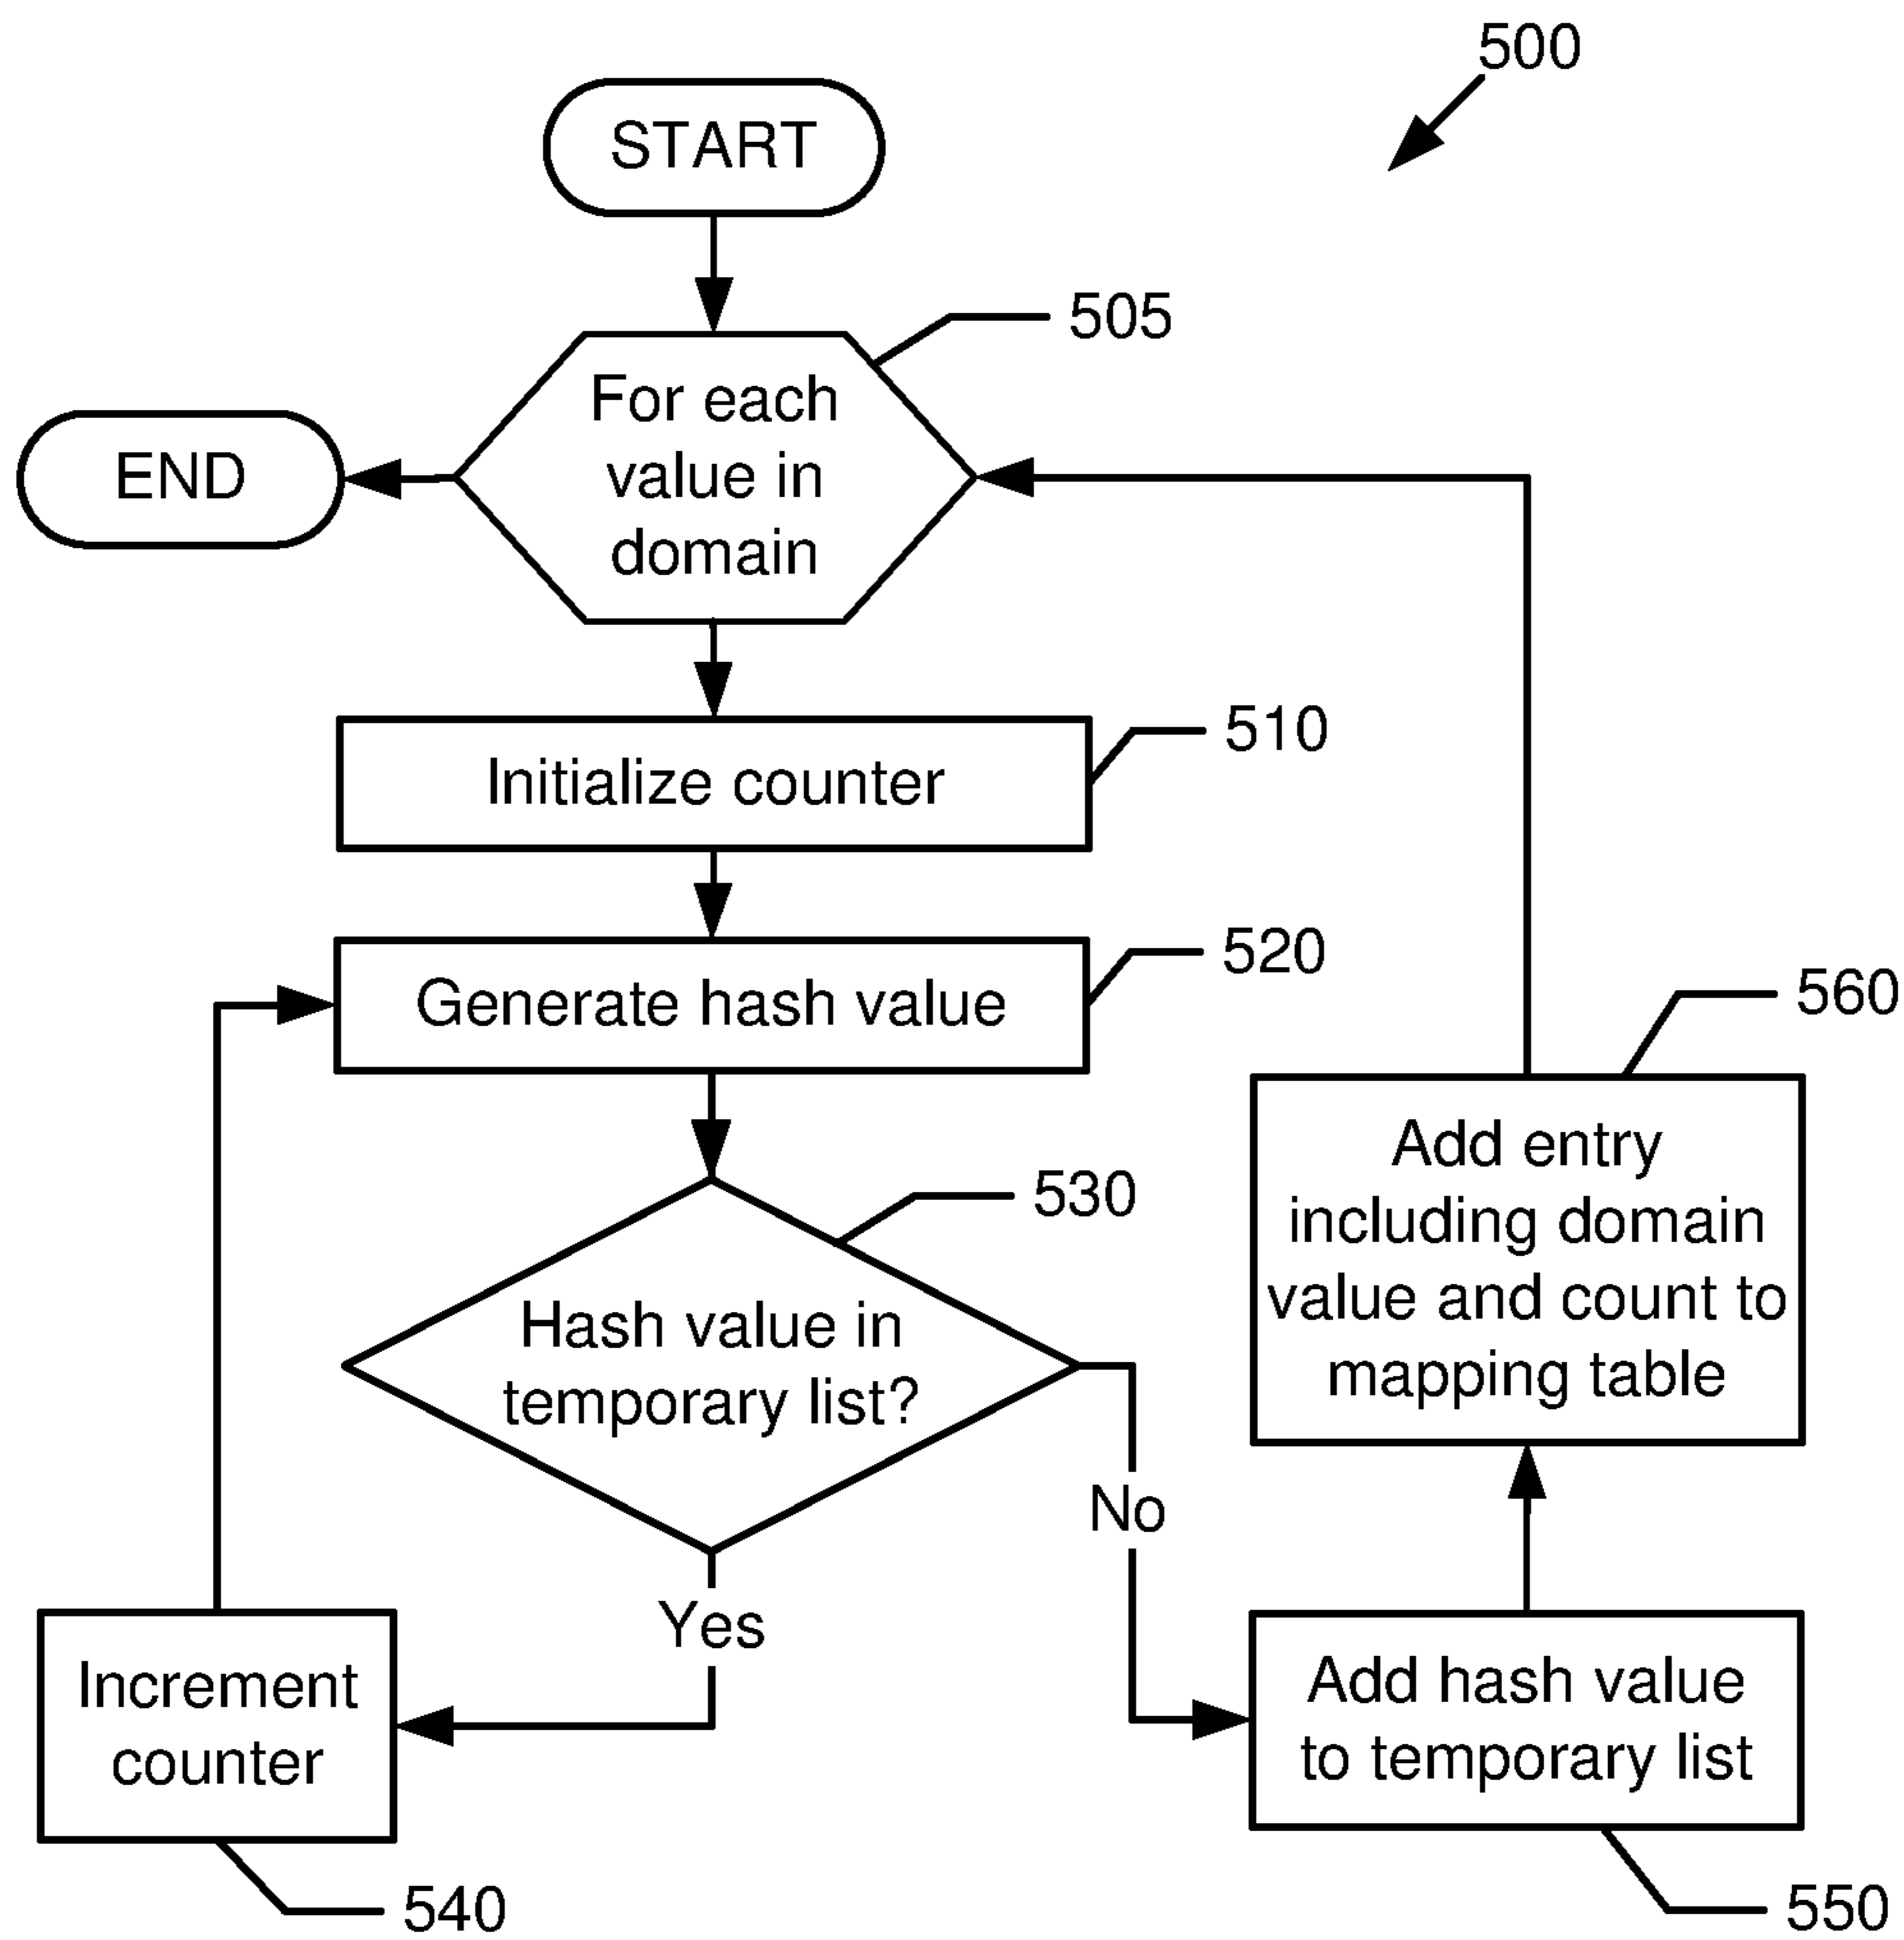 500
START
505
For each
value in
domain
END
510
Initialize counter
520
Generate hash value
560
Add entry
including domain
value and count to
mapping table
530
Hash value in
temporary list?
No
Yes
Increment
counter
540
Add hash value
to temporary list
550